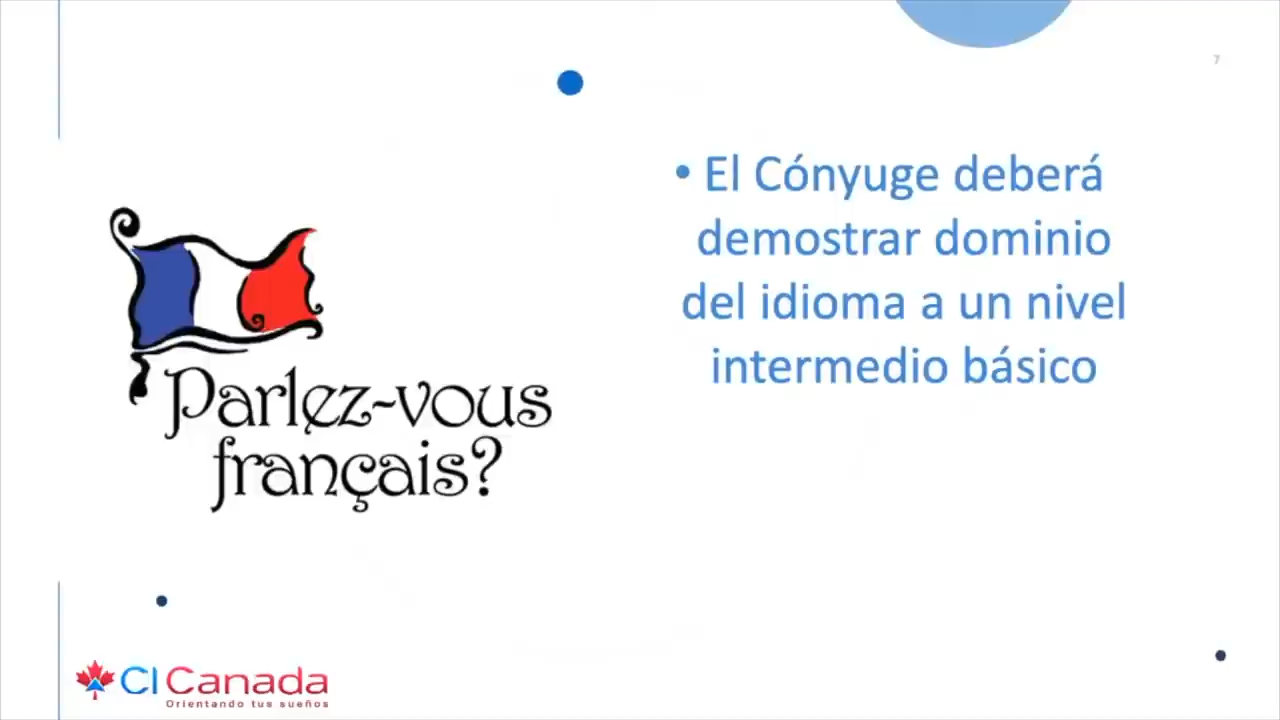 7
• El Cónyuge deberá
demostrar dominio
del idioma a un nivel
intermedio básico
Parlez-vous
français?
CI Canada
Orientando tus sueños